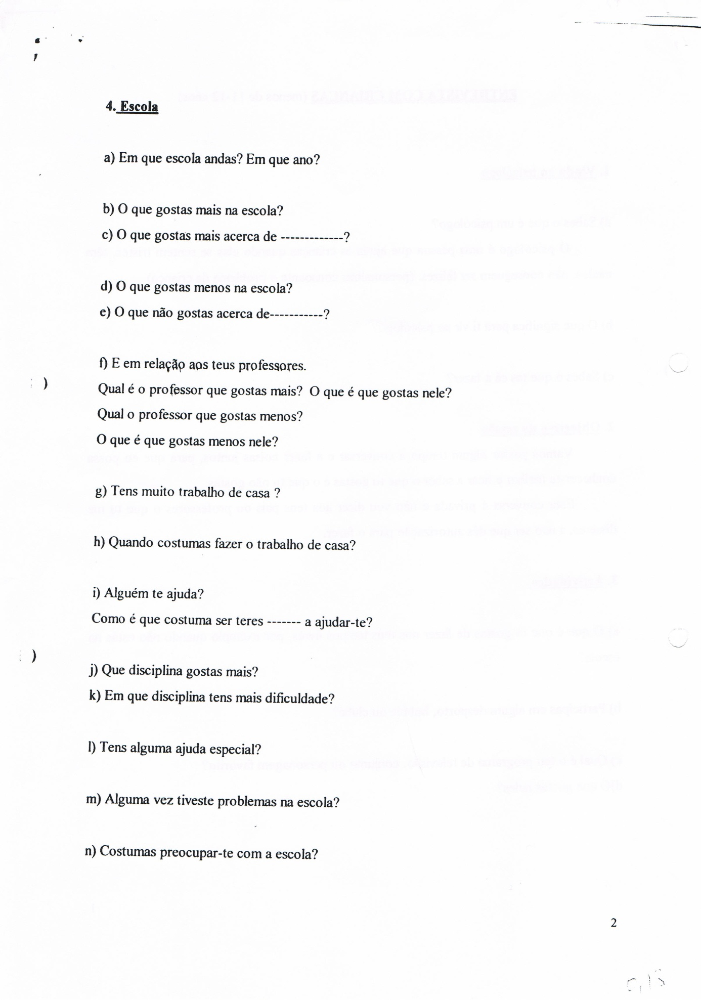 4. Escola
a) Em que escola andas? Em que ano?
b) O que gostas mais na escola?
c) O que gostas mais acerca de -------------?
d) O que gostas menos na escola?
e) O que não gostas acerca de-----------?
f) E em relação aos teus professores.
Qual é o professor que gostas mais?  O que é que gostas nele?
Qual o professor que gostas menos?
O que é que gostas menos nele?
g) Tens muito trabalho de casa ?
h) Quando costumas fazer o trabalho de casa?
i) Alguém te ajuda?
Como é que costuma ser teres ------- a ajudar-te?
j) Que disciplina gostas mais?
k) Em que disciplina tens mais dificuldade?
l) Tens alguma ajuda especial?
m) Alguma vez tiveste problemas na escola?
n) Costumas preocupar-te com a escola?
2